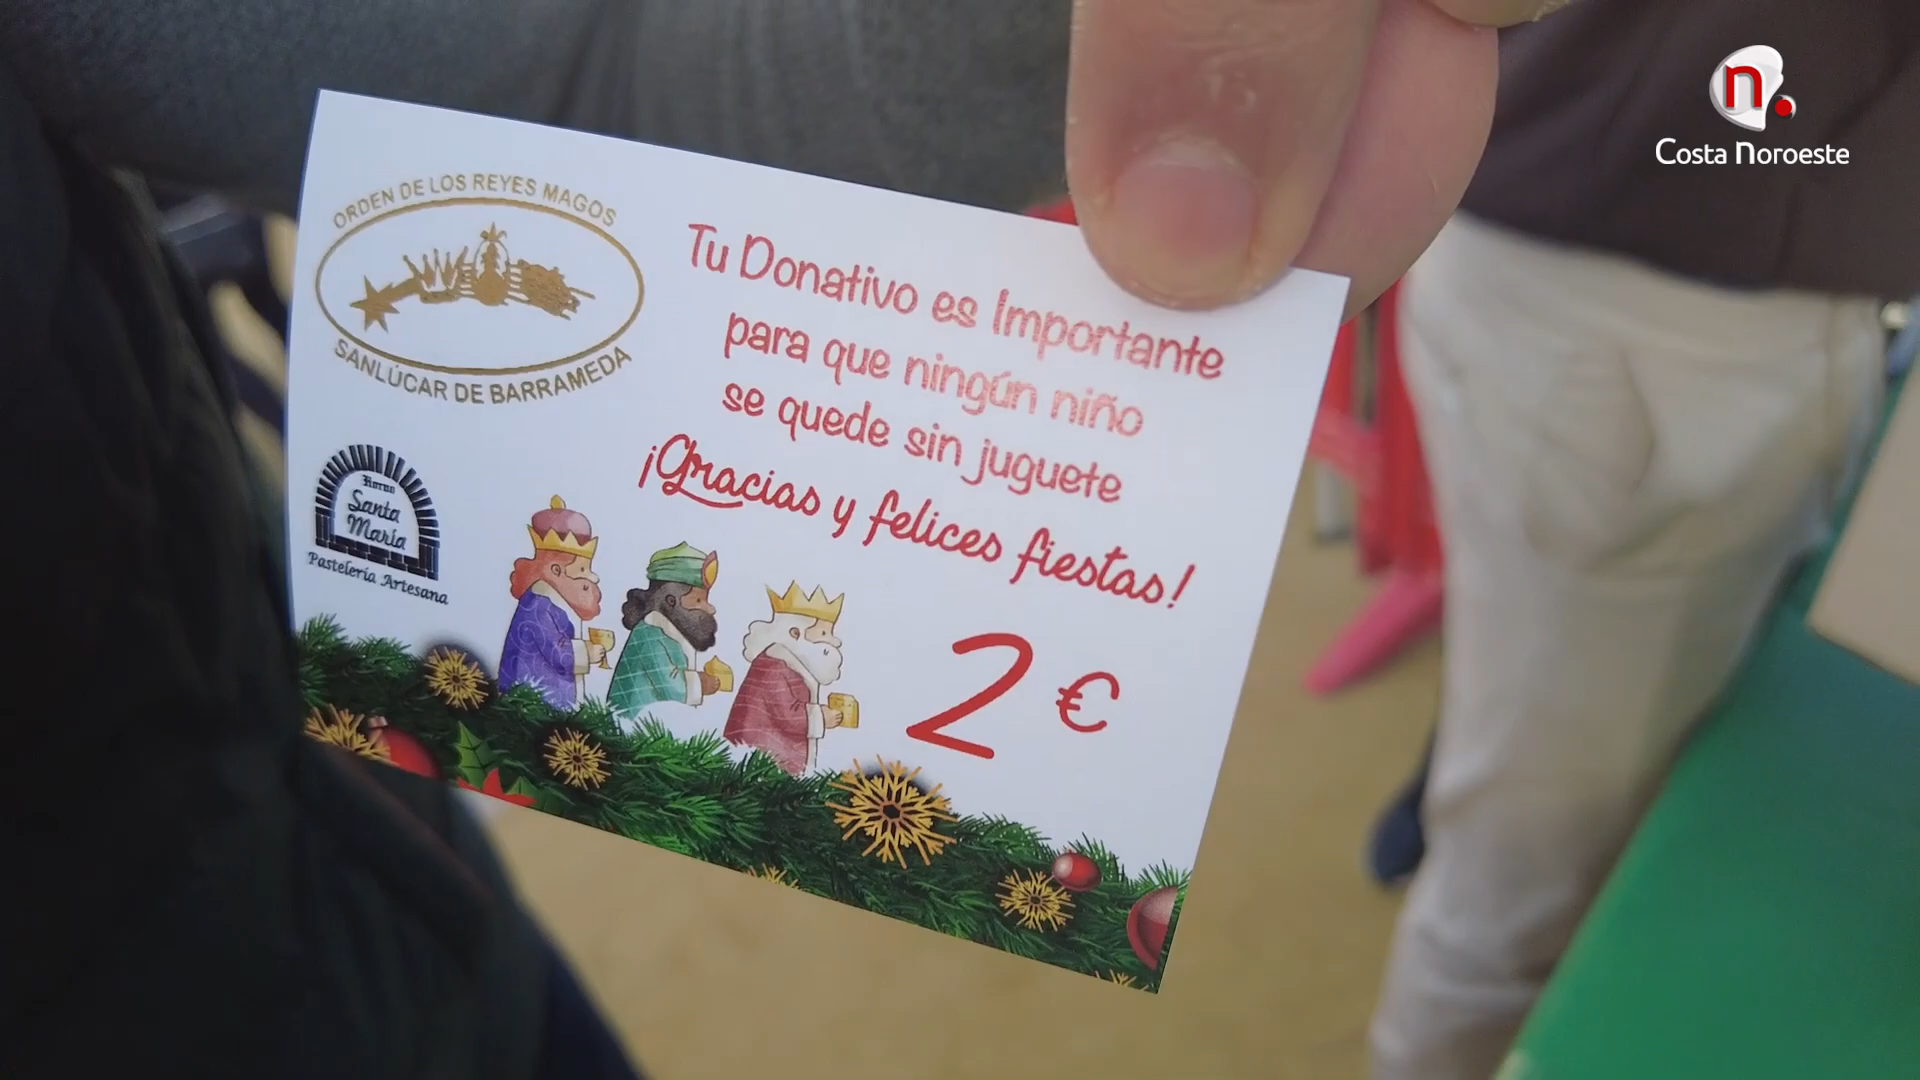 n.
Costa Noroeste
ORDEN DE LOS REYES MAGOS
SANLÚCAR DE BARRAMEDA
Tu Donativo es Importante
para que ningún niño
se quede sin juguete
¡Gracias y felices fiestas!
Horno
Santa
María
Pastelería Artesana
2 €